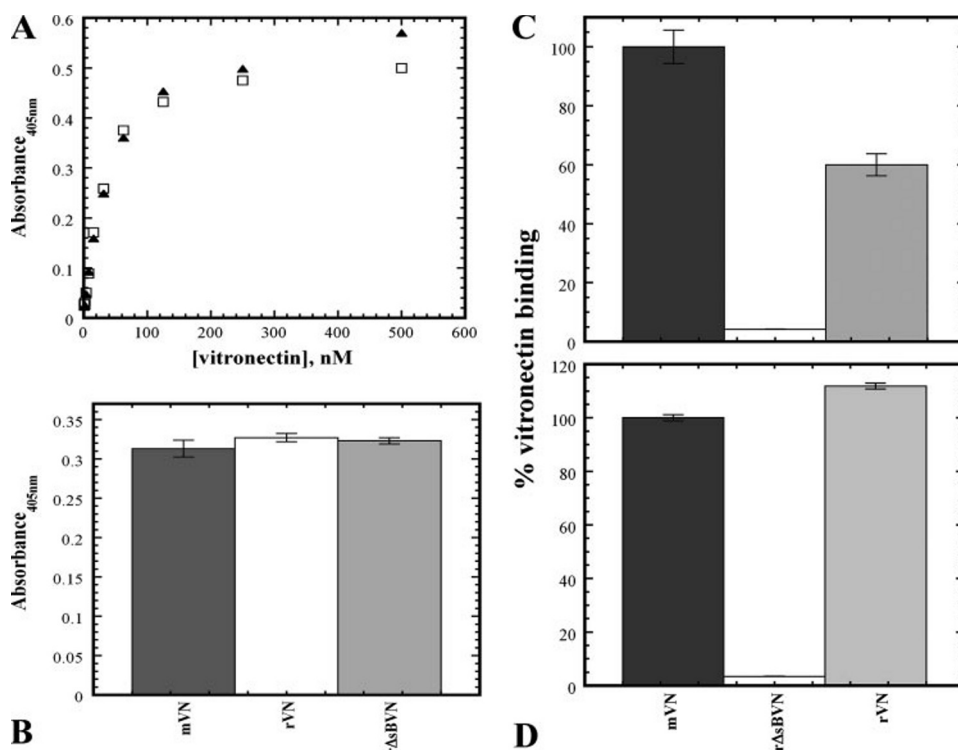 A
0.6
0.5
0.4
0.3
0.2
0.1
0
Absorbance405nm
0 100 200 300 400 500 600
[vitronectin], nM
0.35
0.3
0.25
0.2
0.15
0.1
0.05
0
Absorbance405nm
mVN
rVN
rΔsBVN
B
C
100
80
60
40
20
0
% vitronectin binding
120
100
80
60
40
20
0
mVN
rΔsBVN
rVN
D